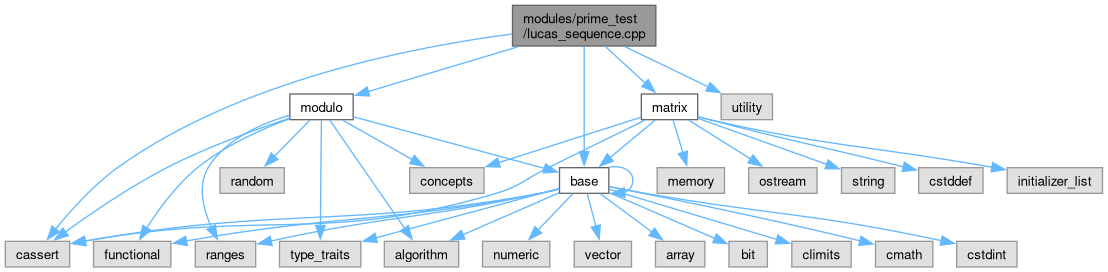 modules/prime_test
/lucas_sequence.cpp
modulo
matrix
utility
random
concepts
base
memory
ostream
string
cstddef
initializer_list
cassert
functional
ranges
type_traits
algorithm
numeric
vector
array
bit
climits
cmath
cstdint